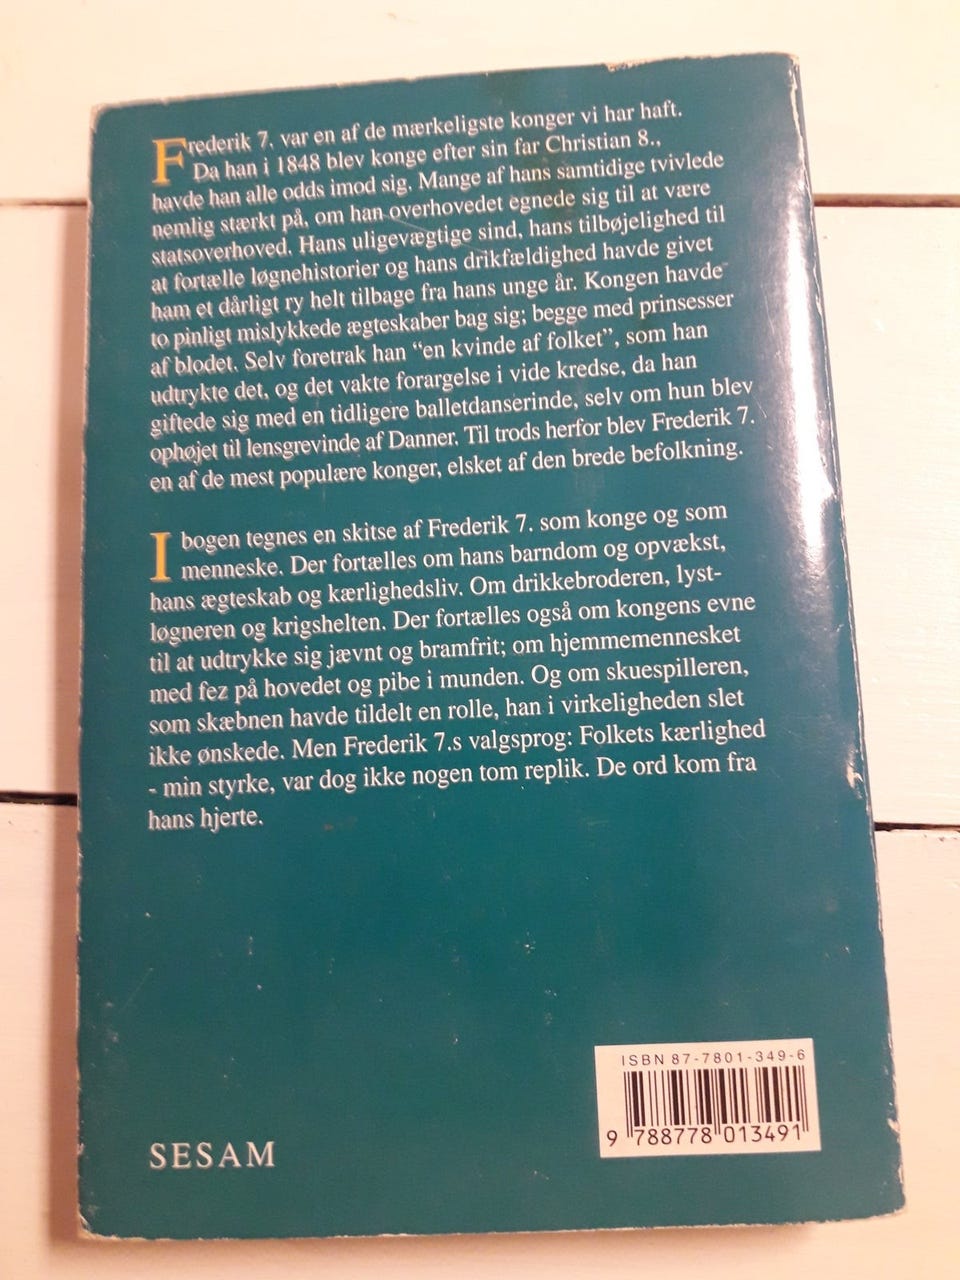 Frederik 7. var en af de mærkeligste konger vi har haft.
Da han i 1848 blev konge efter sin far Christian 8.,
havde han alle odds imod sig. Mange af hans samtidige tvivlede
nemlig stærkt på, om han overhovedet egnede sig til at være
statsoverhoved. Hans uligevægtige sind, hans tilbøjelighed til
at fortælle løgnehistorier og hans drikfældighed havde givet
ham et dårligt ry helt tilbage fra hans unge år. Kongen havde
to pinligt mislykkede ægteskaber bag sig; begge med prinsesser
af blodet. Selv foretrak han “en kvinde af folket”, som han
udtrykte det, og det vakte forargelse i vide kredse, da han
giftede sig med en tidligere balletdanserinde, selv om hun blev
ophøjet til lensgrevinde af Danner. Til trods herfor blev Frederik 7.
en af de mest populære konger, elsket af den brede befolkning.
I bogen tegnes en skitse af Frederik 7. som konge og som
menneske. Der fortælles om hans barndom og opvækst,
hans ægteskab og kærlighedsliv. Om drikkebroderen, lyst-
løgneren og krigshelten. Der fortælles også om kongens evne
til at udtrykke sig jævnt og bramfrit; om hjemmemennesket
med fez på hovedet og pibe i munden. Og om skuespilleren,
som skæbnen havde tildelt en rolle, han i virkeligheden slet
ikke ønskede. Men Frederik 7.s valgsprog: Folkets kærlighed
- min styrke, var dog ikke nogen tom replik. De ord kom fra
hans hjerte.
ISBN 87-7801-349-6
9 788778 013491
SESAM